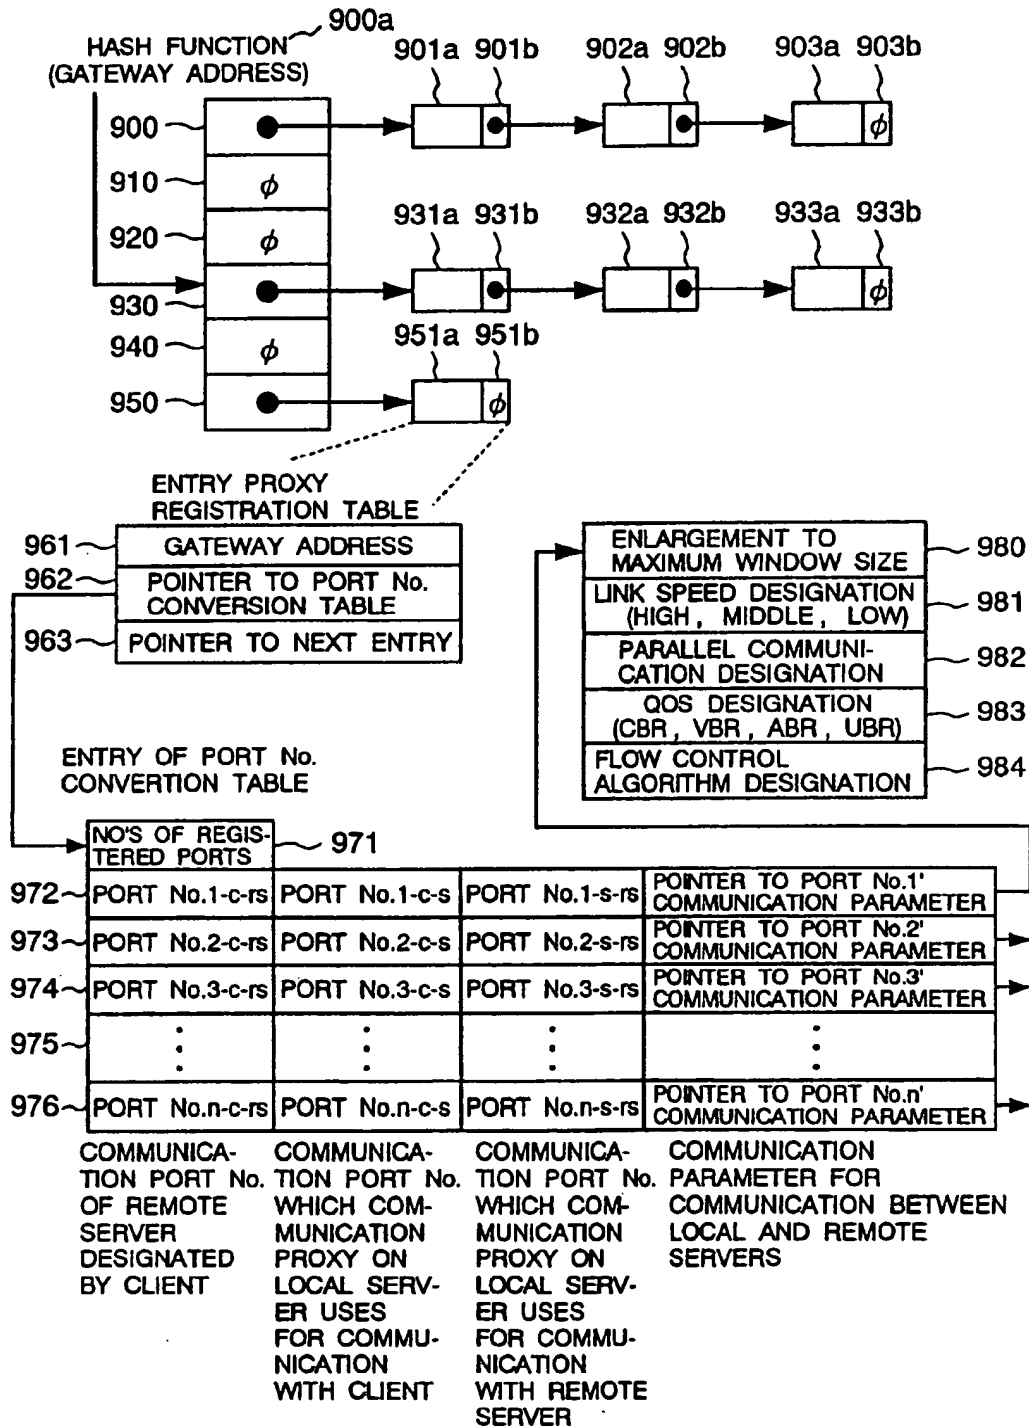 900a
HASH FUNCTION
(GATEWAY ADDRESS)
901a 901b 902a 902b 903a 903b
900
ϕ
910
ϕ
920
ϕ
931a 931b 932a 932b 933a 933b
930
ϕ
940
ϕ
951a 951b
950
ϕ
ENTRY PROXY
REGISTRATION TABLE
961
GATEWAY ADDRESS
962
POINTER TO PORT No.
CONVERSION TABLE
963
POINTER TO NEXT ENTRY
ENLARGEMENT TO
MAXIMUM WINDOW SIZE
980
LINK SPEED DESIGNATION
(HIGH, MIDDLE, LOW)
981
PARALLEL COMMUNI-
CATION DESIGNATION
982
QOS DESIGNATION
(CBR, VBR, ABR, UBR)
983
FLOW CONTROL
ALGORITHM DESIGNATION
984
ENTRY OF PORT No.
CONVERTION TABLE
NO'S OF REGIS-
TERED PORTS
971
972
PORT No.1-c-rs PORT No.1-c-s PORT No.1-s-rs
POINTER TO PORT No.1'
COMMUNICATION PARAMETER
973
PORT No.2-c-rs PORT No.2-c-s PORT No.2-s-rs
POINTER TO PORT No.2'
COMMUNICATION PARAMETER
974
PORT No.3-c-rs PORT No.3-c-s PORT No.3-s-rs
POINTER TO PORT No.3'
COMMUNICATION PARAMETER
975
976
PORT No.n-c-rs PORT No.n-c-s PORT No.n-s-rs
POINTER TO PORT No.n'
COMMUNICATION PARAMETER
COMMUNICA-
TION PORT No.
OF REMOTE
SERVER
DESIGNATED
BY CLIENT
COMMUNICA-
TION PORT No.
WHICH COM-
MUNICATION
PROXY ON
LOCAL SERV-
ER USES
FOR COMMU-
NICATION
WITH CLIENT
COMMUNICA-
TION PORT No.
WHICH COM-
MUNICATION
PROXY ON
LOCAL SERV-
ER USES
FOR COMMU-
NICATION
WITH REMOTE
SERVER
COMMUNICATION
PARAMETER FOR
COMMUNICATION BETWEEN
LOCAL AND REMOTE
SERVERS